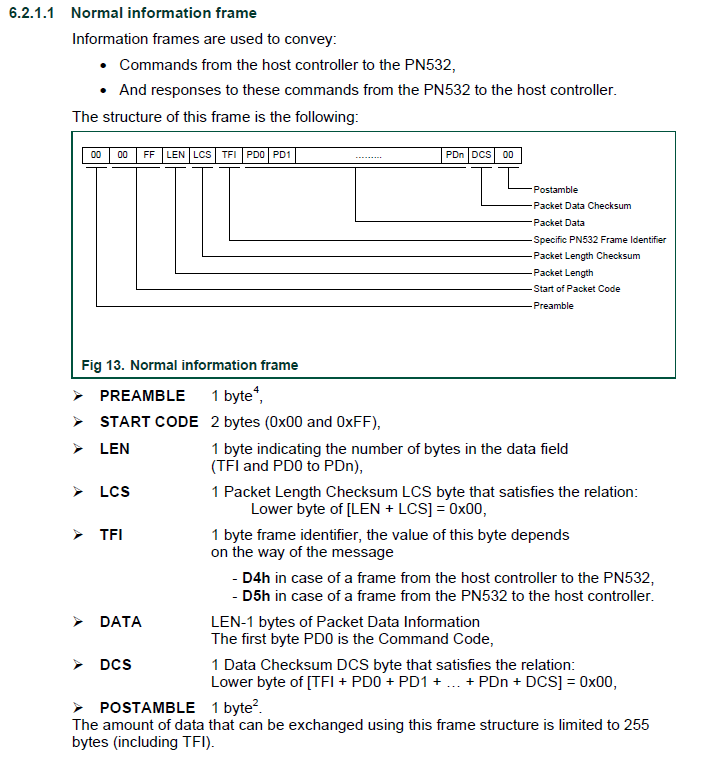 6.2.1.1 Normal information frame
Information frames are used to convey:
• Commands from the host controller to the PN532,
• And responses to these commands from the PN532 to the host controller.
The structure of this frame is the following:
00 00 FF LEN LCS TFI PD0 PD1 .......... PDn DCS 00
Postamble
Packet Data Checksum
Packet Data
Specific PN532 Frame Identifier
Packet Length Checksum
Packet Length
Start of Packet Code
Preamble
Fig 13. Normal information frame
➤ PREAMBLE 1 byte⁴,
➤ START CODE 2 bytes (0x00 and 0xFF),
➤ LEN 1 byte indicating the number of bytes in the data field
(TFI and PD0 to PDn),
➤ LCS 1 Packet Length Checksum LCS byte that satisfies the relation:
Lower byte of [LEN + LCS] = 0x00,
➤ TFI 1 byte frame identifier, the value of this byte depends
on the way of the message
- D4h in case of a frame from the host controller to the PN532,
- D5h in case of a frame from the PN532 to the host controller.
➤ DATA LEN-1 bytes of Packet Data Information
The first byte PD0 is the Command Code,
➤ DCS 1 Data Checksum DCS byte that satisfies the relation:
Lower byte of [TFI + PD0 + PD1 + … + PDn + DCS] = 0x00,
➤ POSTAMBLE 1 byte².
The amount of data that can be exchanged using this frame structure is limited to 255
bytes (including TFI).